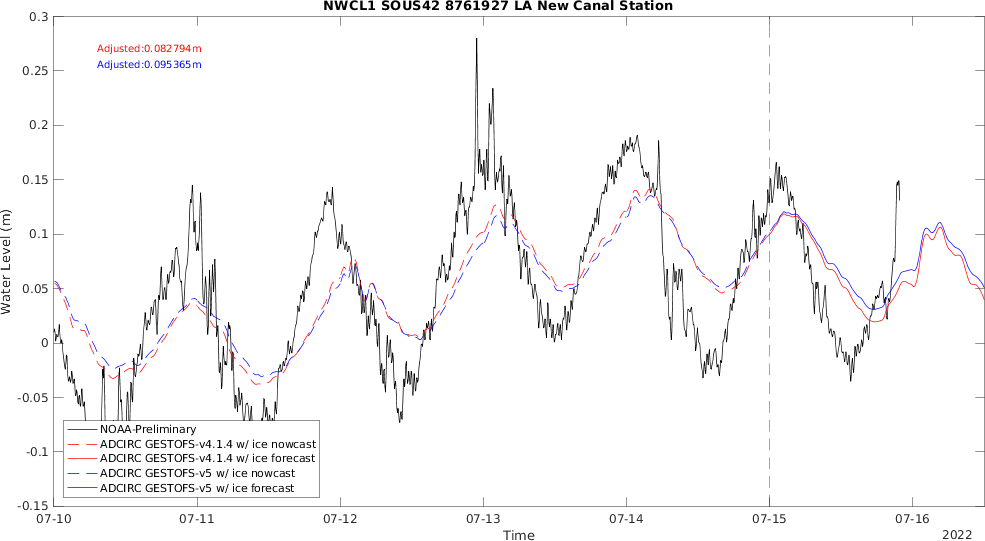 NWCL1 SOUS42 8761927 LA New Canal Station
Adjusted:0.082794m
Adjusted:0.095365m
Water Level (m)
0.3
0.25
0.2
0.15
0.1
0.05
0
-0.05
-0.1
-0.15
NOAA-Preliminary
ADCIRC GESTOFS-v4.1.4 w/ ice nowcast
ADCIRC GESTOFS-v4.1.4 w/ ice forecast
ADCIRC GESTOFS-v5 w/ ice nowcast
ADCIRC GESTOFS-v5 w/ ice forecast
07-10 07-11 07-12 07-13 07-14 07-15 07-16
Time
2022